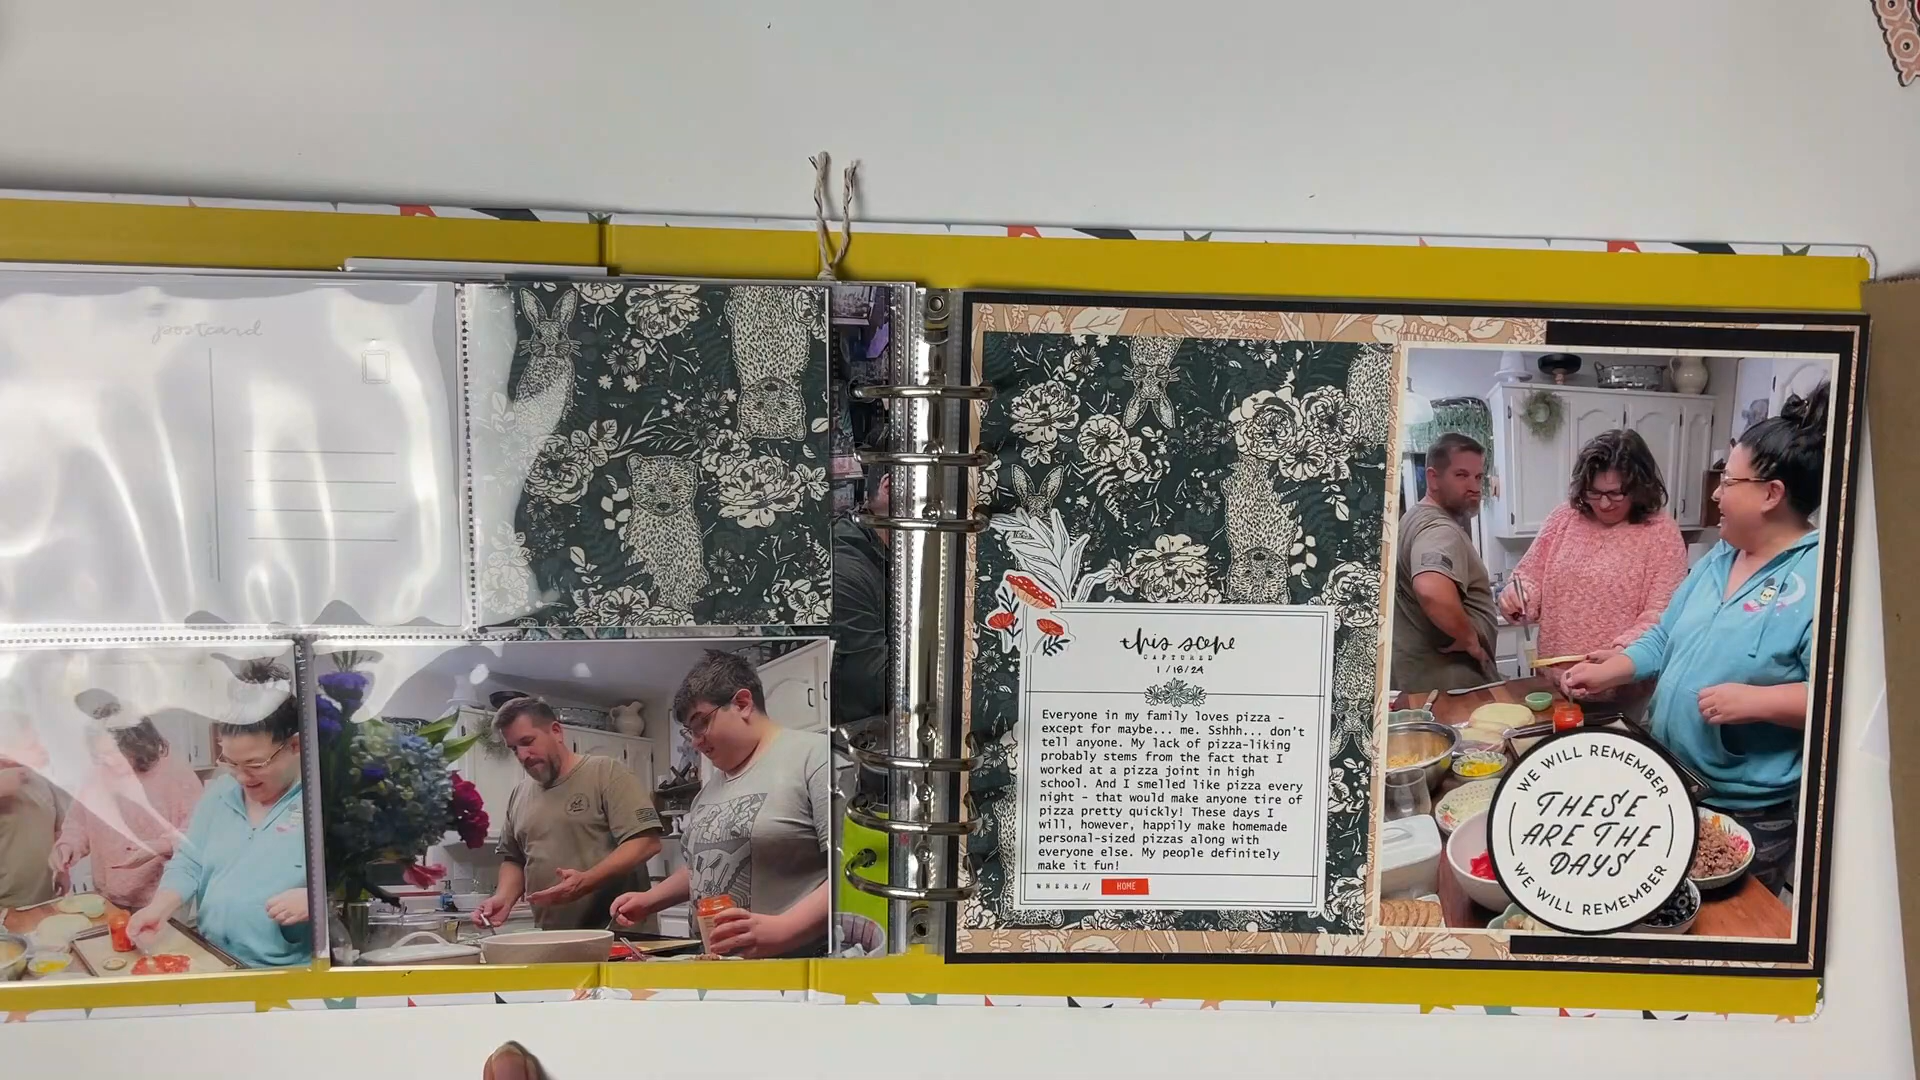 XOXO
postcard
this scene
CAPTURED
1/18/24
Everyone in my family loves pizza -
except for maybe... me. Sshhh... don't
tell anyone. My lack of pizza-liking
probably stems from the fact that I
worked at a pizza joint in high
school. And I smelled like pizza every
night - that would make anyone tire of
pizza pretty quickly! These days I
will, however, happily make homemade
personal-sized pizzas along with
everyone else. My people definitely
make it fun!
WHERE// HOME
WE WILL REMEMBER
THESE
ARE THE
DAYS
WE WILL REMEMBER